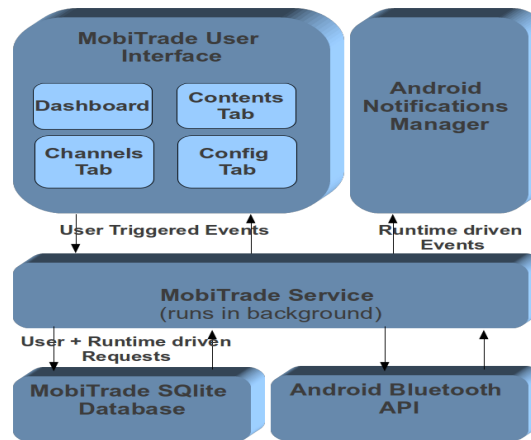 MobiTrade User
Interface
Dashboard
Contents
Tab
Channels
Tab
Config
Tab
Android
Notifications
Manager
User Triggered Events
Runtime driven
Events
MobiTrade Service
(runs in background)
User + Runtime driven
Requests
MobiTrade SQlite
Database
Android Bluetooth
API